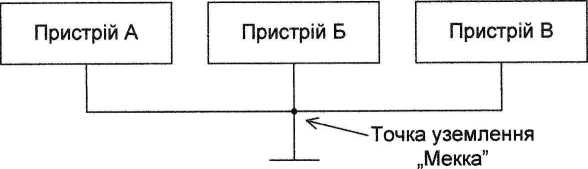 Пристрій А
Пристрій Б
Пристрій В
Точка уземлення
„Мекка”